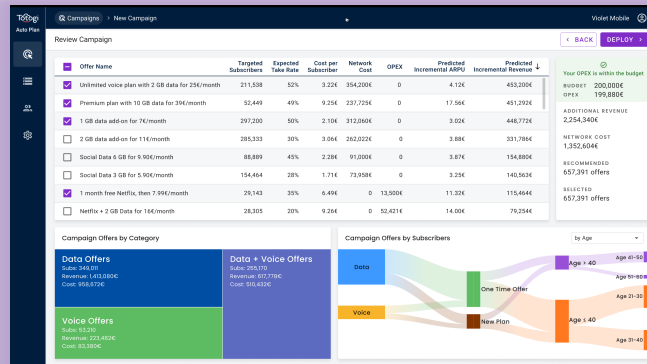 Totogi
Campaigns > New Campaign
Violet Mobile
Auto Plan
Review Campaign
< BACK
DEPLOY >
Offer Name
Targeted Subscribers
Expected Take Rate
Cost per Subscriber
Network Cost
OPEX
Predicted Incremental ARPU
Predicted Incremental Revenue ↓
Unlimited voice plan with 2 GB data for 25€/month 211,538 52% 3.22€ 354,200€ 0 4.12€ 453,200€
Premium plan with 10 GB data for 39€/month 52,449 49% 9.25€ 237,725€ 0 17.56€ 451,292€
1 GB data add-on for 7€/month 297,200 50% 2.10€ 312,060€ 0 3.02€ 448,772€
2 GB data add-on for 11€/month 285,333 30% 3.06€ 262,022€ 0 3.88€ 331,786€
Social Data 6 GB for 9.90€/month 88,889 45% 2.28€ 91,000€ 0 3.87€ 154,880€
Social Data 3 GB for 5.90€/month 154,464 28% 1.71€ 73,958€ 0 3.25€ 140,563€
1 month free Netflix, then 7.99€/month 29,143 35% 6.49€ 0 13,500€ 11.32€ 115,464€
Netflix + 2 GB Data for 16€/month 28,305 20% 9.26€ 0 52,421€ 14.00€ 79,254€
Your OPEX is within the budget
BUDGET 200,000€
OPEX 199,880€
ADDITIONAL REVENUE
2,254,340€
NETWORK COST
1,352,604€
RECOMMENDED
657,391 offers
SELECTED
657,391 offers
Campaign Offers by Category
Data Offers
Subs: 349,011
Revenue: 1,413,080€
Cost: 958,672€
Voice Offers
Subs: 53,210
Revenue: 223,482€
Cost: 83,380€
Data + Voice Offers
Subs: 255,170
Revenue: 617,778€
Cost: 510,432€
Campaign Offers by Subscribers
by Age
Data
Voice
One Time Offer
New Plan
Age > 40
Age ≤ 40
Age 41-50
Age 51-60
Age 21-30
Age 31-40